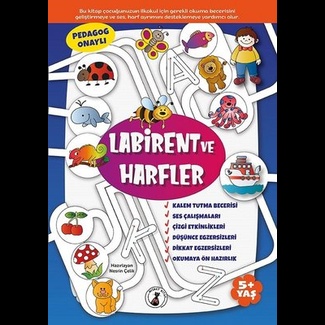 Bu kitap çocuğunuzun ilkokul için gerekli okuma becerisini
geliştirmeye ve ses, harf ayrımını desteklemeye yardımcı olur.
PEDAGOG
ONAYLI
A
LABİRENT VE
HARFLER
KALEM TUTMA BECERİSİ
SES ÇALIŞMALARI
ÇİZGİ ETKİNLİKLERİ
DÜŞÜNCE EGZERSİZLERİ
DİKKAT EGZERSİZLERİ
OKUMAYA ÖN HAZIRLIK
Hazırlayan
Nesrin Çelik
K
Z
5+
YAŞ